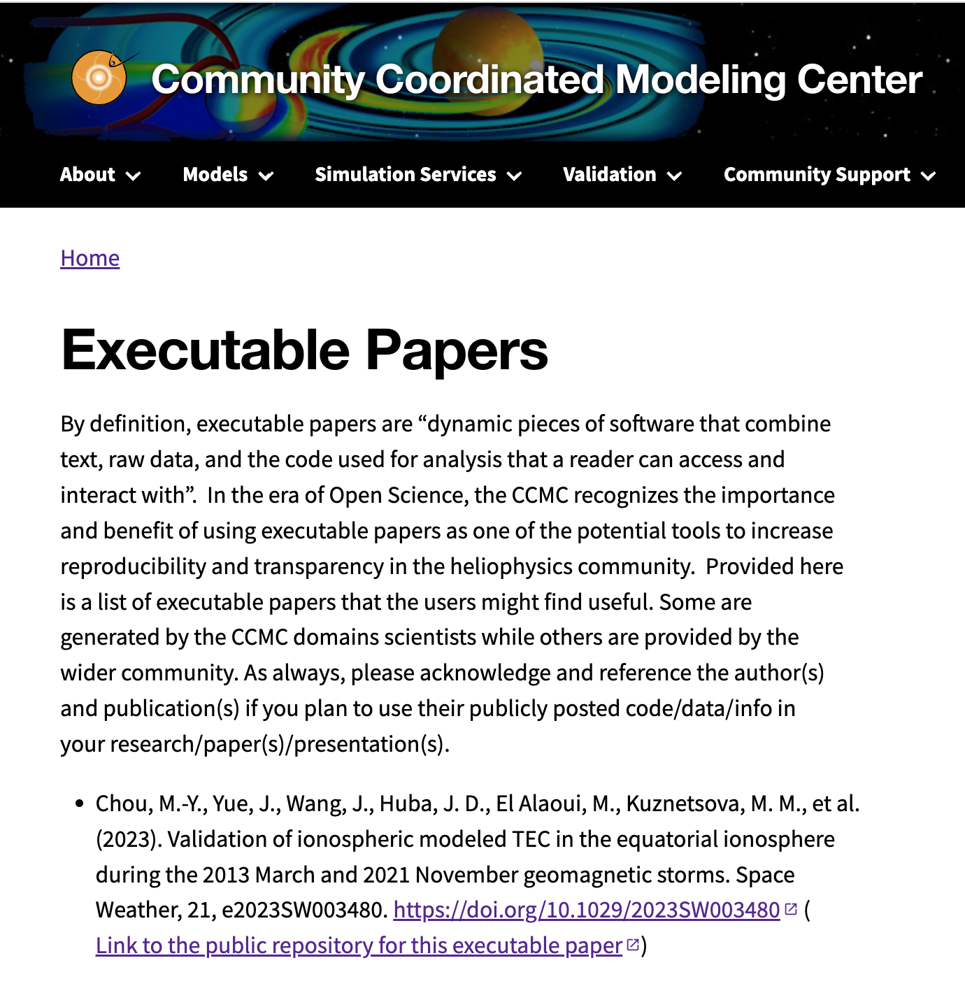 Community Coordinated Modeling Center
About Models Simulation Services Validation Community Support
Home
Executable Papers
By definition, executable papers are “dynamic pieces of software that combine
text, raw data, and the code used for analysis that a reader can access and
interact with”.  In the era of Open Science, the CCMC recognizes the importance
and benefit of using executable papers as one of the potential tools to increase
reproducibility and transparency in the heliophysics community.  Provided here
is a list of executable papers that the users might find useful. Some are
generated by the CCMC domains scientists while others are provided by the
wider community. As always, please acknowledge and reference the author(s)
and publication(s) if you plan to use their publicly posted code/data/info in
your research/paper(s)/presentation(s).
• Chou, M.-Y., Yue, J., Wang, J., Huba, J. D., El Alaoui, M., Kuznetsova, M. M., et al.
(2023). Validation of ionospheric modeled TEC in the equatorial ionosphere
during the 2013 March and 2021 November geomagnetic storms. Space
Weather, 21, e2023SW003480. https://doi.org/10.1029/2023SW003480 (
Link to the public repository for this executable paper)